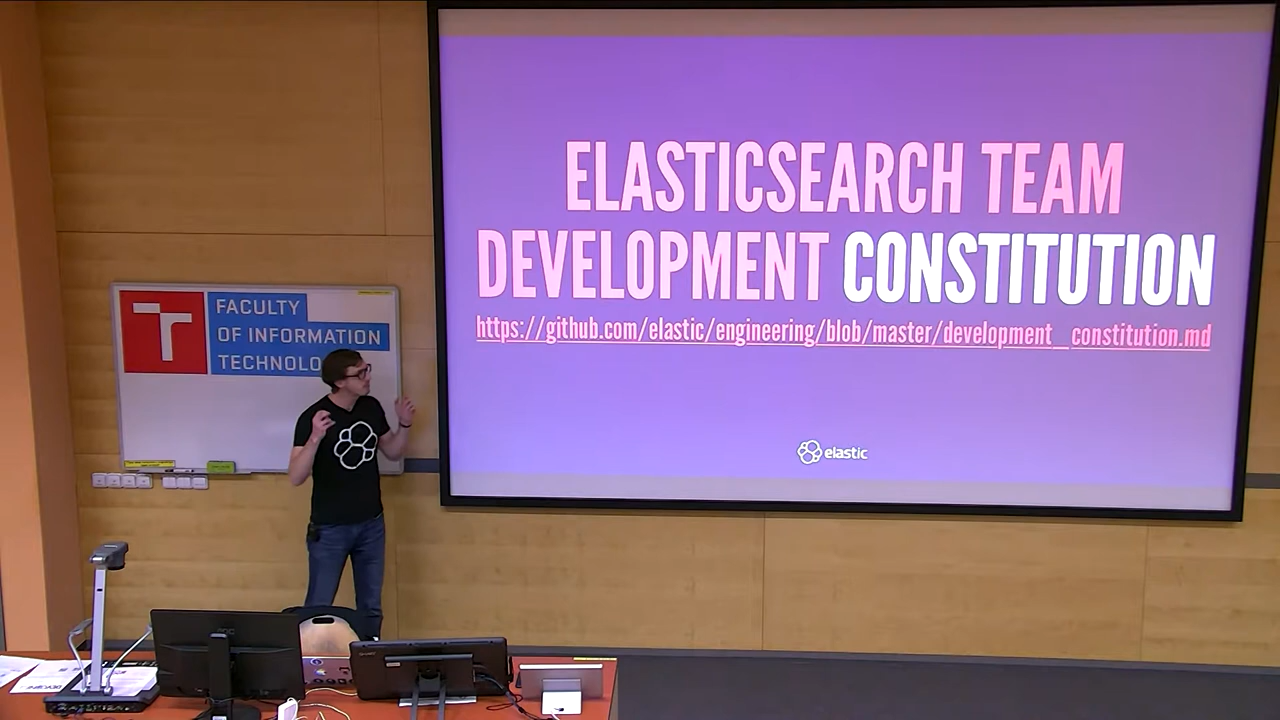 ELASTICSEARCH TEAM
DEVELOPMENT CONSTITUTION
https://github.com/elastic/engineering/blob/master/development_constitution.md
elastic
FACULTY
OF INFORMATION
TECHNOLO